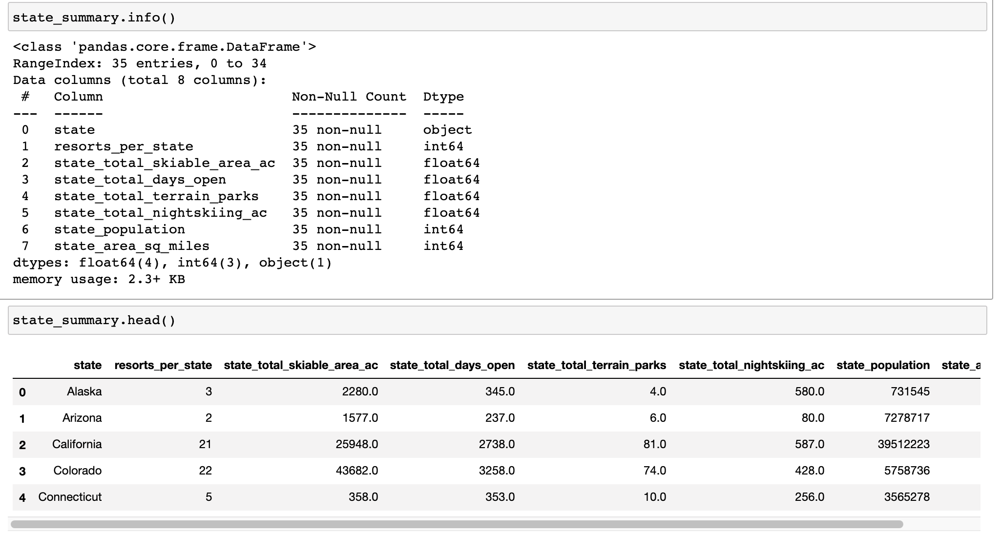 state_summary.info()
<class 'pandas.core.frame.DataFrame'>
RangeIndex: 35 entries, 0 to 34
Data columns (total 8 columns):
 #   Column                       Non-Null Count  Dtype
---  ------                       --------------  -----
 0   state                        35 non-null     object
 1   resorts_per_state            35 non-null     int64
 2   state_total_skiable_area_ac  35 non-null     float64
 3   state_total_days_open        35 non-null     float64
 4   state_total_terrain_parks    35 non-null     float64
 5   state_total_nightskiing_ac   35 non-null     float64
 6   state_population             35 non-null     int64
 7   state_area_sq_miles          35 non-null     int64
dtypes: float64(4), int64(3), object(1)
memory usage: 2.3+ KB
state_summary.head()
state resorts_per_state state_total_skiable_area_ac state_total_days_open state_total_terrain_parks state_total_nightskiing_ac state_population state_a
0 Alaska 3 2280.0 345.0 4.0 580.0 731545
1 Arizona 2 1577.0 237.0 6.0 80.0 7278717
2 California 21 25948.0 2738.0 81.0 587.0 39512223
3 Colorado 22 43682.0 3258.0 74.0 428.0 5758736
4 Connecticut 5 358.0 353.0 10.0 256.0 3565278